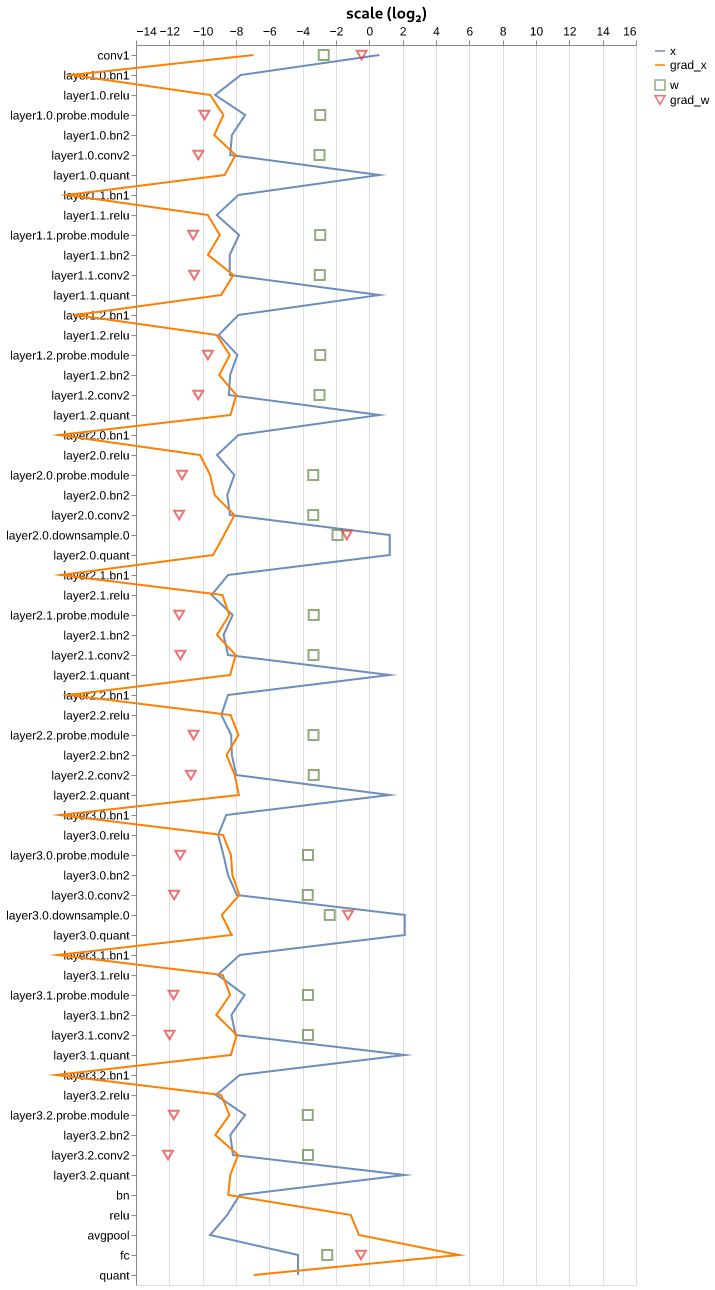 scale (log₂)
−14 −12 −10 −8 −6 −4 −2 0 2 4 6 8 10 12 14 16
x
grad_x
w
grad_w
conv1
layer1.0.bn1
layer1.0.relu
layer1.0.probe.module
layer1.0.bn2
layer1.0.conv2
layer1.0.quant
layer1.1.bn1
layer1.1.relu
layer1.1.probe.module
layer1.1.bn2
layer1.1.conv2
layer1.1.quant
layer1.2.bn1
layer1.2.relu
layer1.2.probe.module
layer1.2.bn2
layer1.2.conv2
layer1.2.quant
layer2.0.bn1
layer2.0.relu
layer2.0.probe.module
layer2.0.bn2
layer2.0.conv2
layer2.0.downsample.0
layer2.0.quant
layer2.1.bn1
layer2.1.relu
layer2.1.probe.module
layer2.1.bn2
layer2.1.conv2
layer2.1.quant
layer2.2.bn1
layer2.2.relu
layer2.2.probe.module
layer2.2.bn2
layer2.2.conv2
layer2.2.quant
layer3.0.bn1
layer3.0.relu
layer3.0.probe.module
layer3.0.bn2
layer3.0.conv2
layer3.0.downsample.0
layer3.0.quant
layer3.1.bn1
layer3.1.relu
layer3.1.probe.module
layer3.1.bn2
layer3.1.conv2
layer3.1.quant
layer3.2.bn1
layer3.2.relu
layer3.2.probe.module
layer3.2.bn2
layer3.2.conv2
layer3.2.quant
bn
relu
avgpool
fc
quant